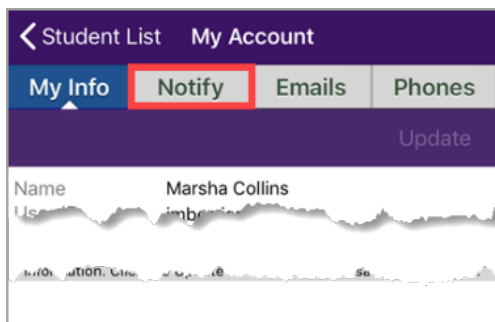 Student List My Account
My Info Notify Emails Phones
Update
Name Marsha Collins